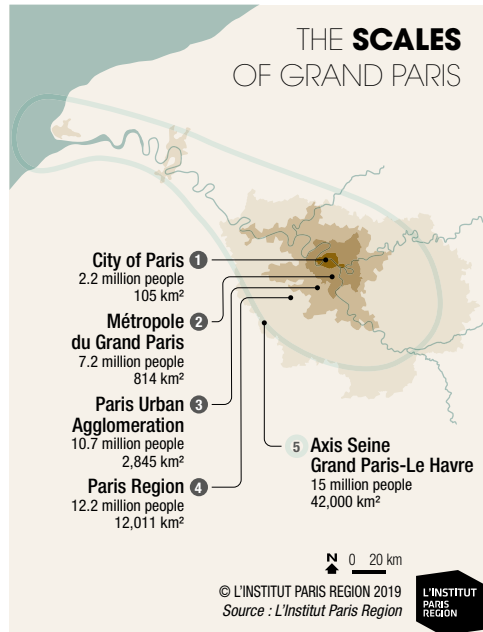 THE SCALES
OF GRAND PARIS
City of Paris 1
2.2 million people
105 km²
Métropole 2
du Grand Paris
7.2 million people
814 km²
Paris Urban 3
Agglomeration
10.7 million people
2,845 km²
Paris Region 4
12.2 million people
12,011 km²
5 Axis Seine
Grand Paris-Le Havre
15 million people
42,000 km²
N 0 20 km
© L'INSTITUT PARIS REGION 2019
Source : L'Institut Paris Region
L'INSTITUT
PARIS
REGION